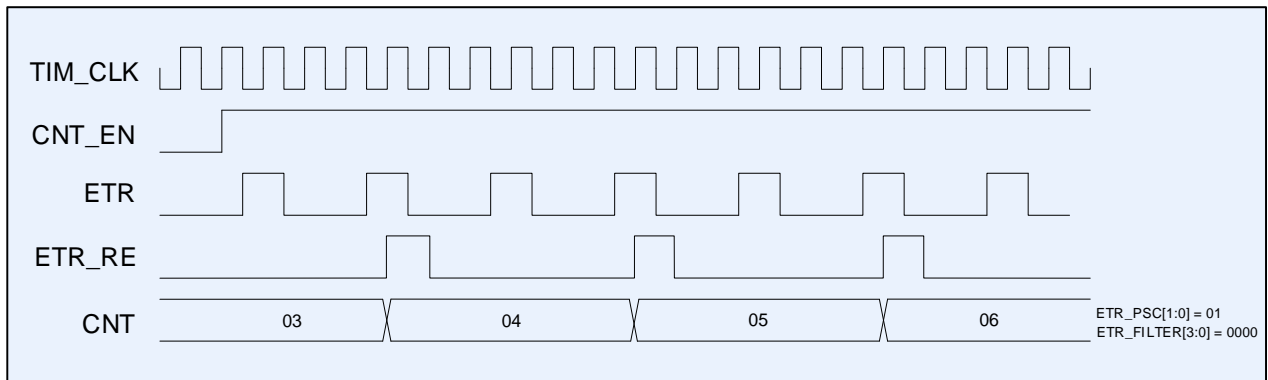 TIM_CLK
CNT_EN
ETR
ETR_RE
CNT 03 04 05 06
ETR_PSC[1:0] = 01
ETR_FILTER[3:0] = 0000